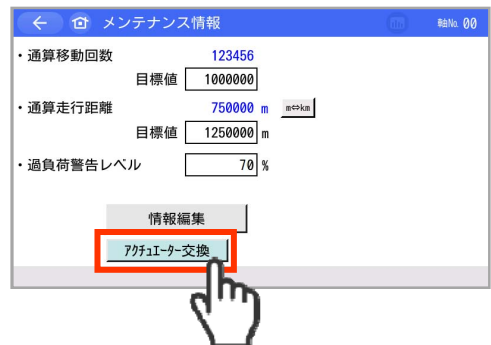 メンテナンス情報 軸No. 00
・通算移動回数 123456
目標値 1000000
・通算走行距離 750000 m m⇔km
目標値 1250000 m
・過負荷警告レベル 70 %
情報編集
ｱｸﾁｭｴｰﾀｰ交換